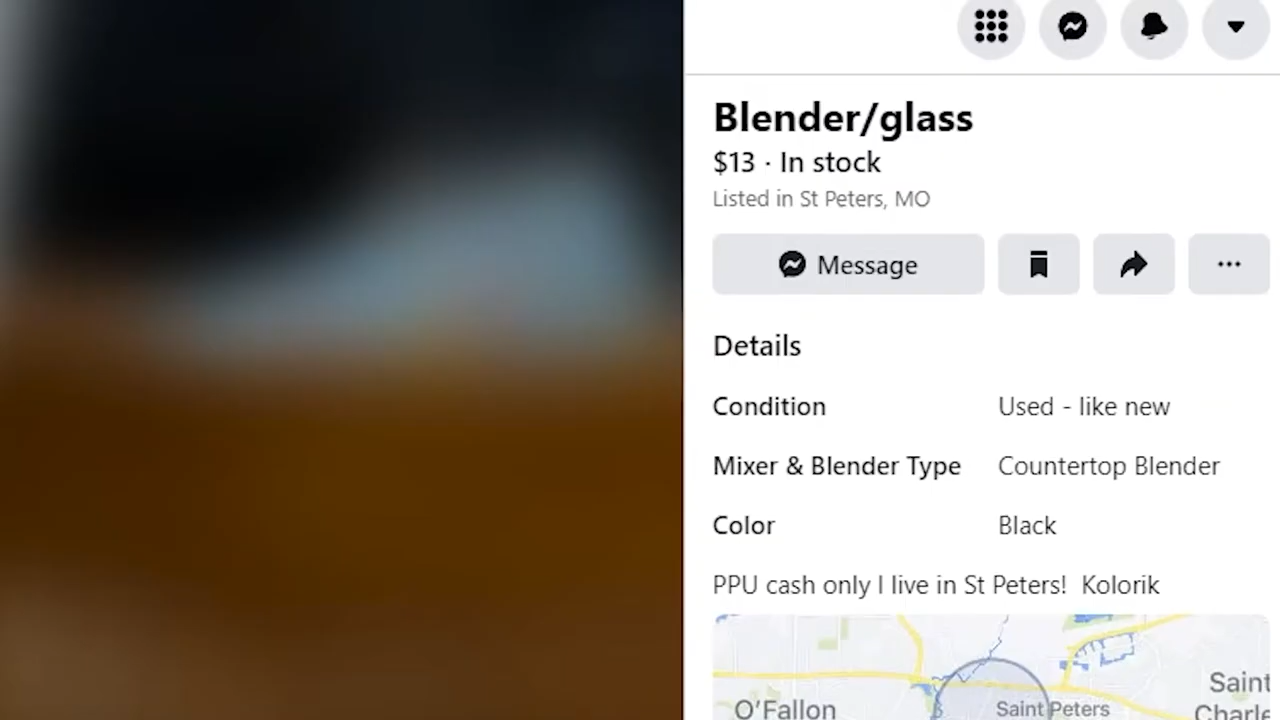 Blender/glass
$13 · In stock
Listed in St Peters, MO
Message
Details
Condition Used - like new
Mixer & Blender Type Countertop Blender
Color Black
PPU cash only I live in St Peters! Kolorik
O'Fallon
Saint Peters
Saint
Charle